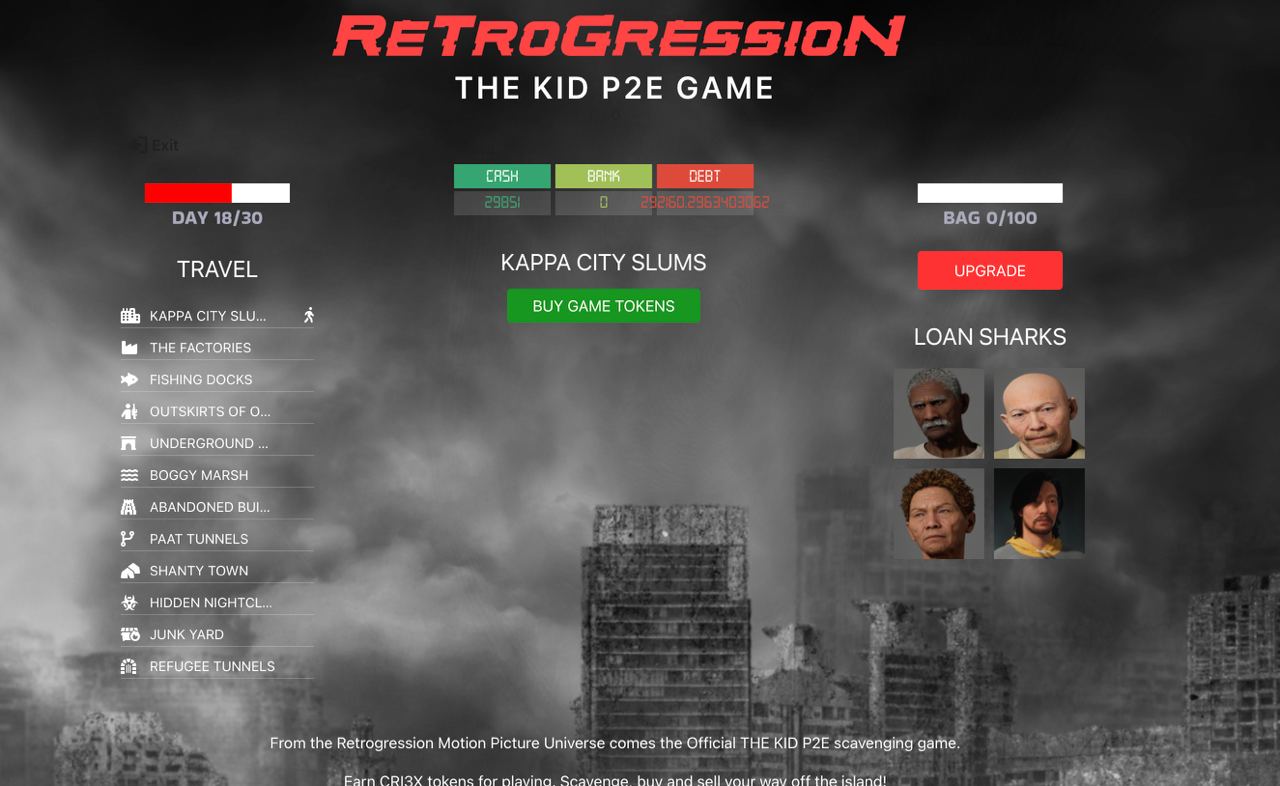 RETROGRESSION
THE KID P2E GAME
Exit
CASH
BANK
DEBT
29851
0
292160.2963403062
DAY 18/30
BAG 0/100
TRAVEL
KAPPA CITY SLUMS
BUY GAME TOKENS
UPGRADE
KAPPA CITY SLU...
THE FACTORIES
FISHING DOCKS
OUTSKIRTS OF O...
UNDERGROUND ...
BOGGY MARSH
ABANDONED BUI...
PAAT TUNNELS
SHANTY TOWN
HIDDEN NIGHTCL...
JUNK YARD
REFUGEE TUNNELS
LOAN SHARKS
From the Retrogression Motion Picture Universe comes the Official THE KID P2E scavenging game.
Earn CRI3X tokens for playing. Scavenge, buy and sell your way off the island!